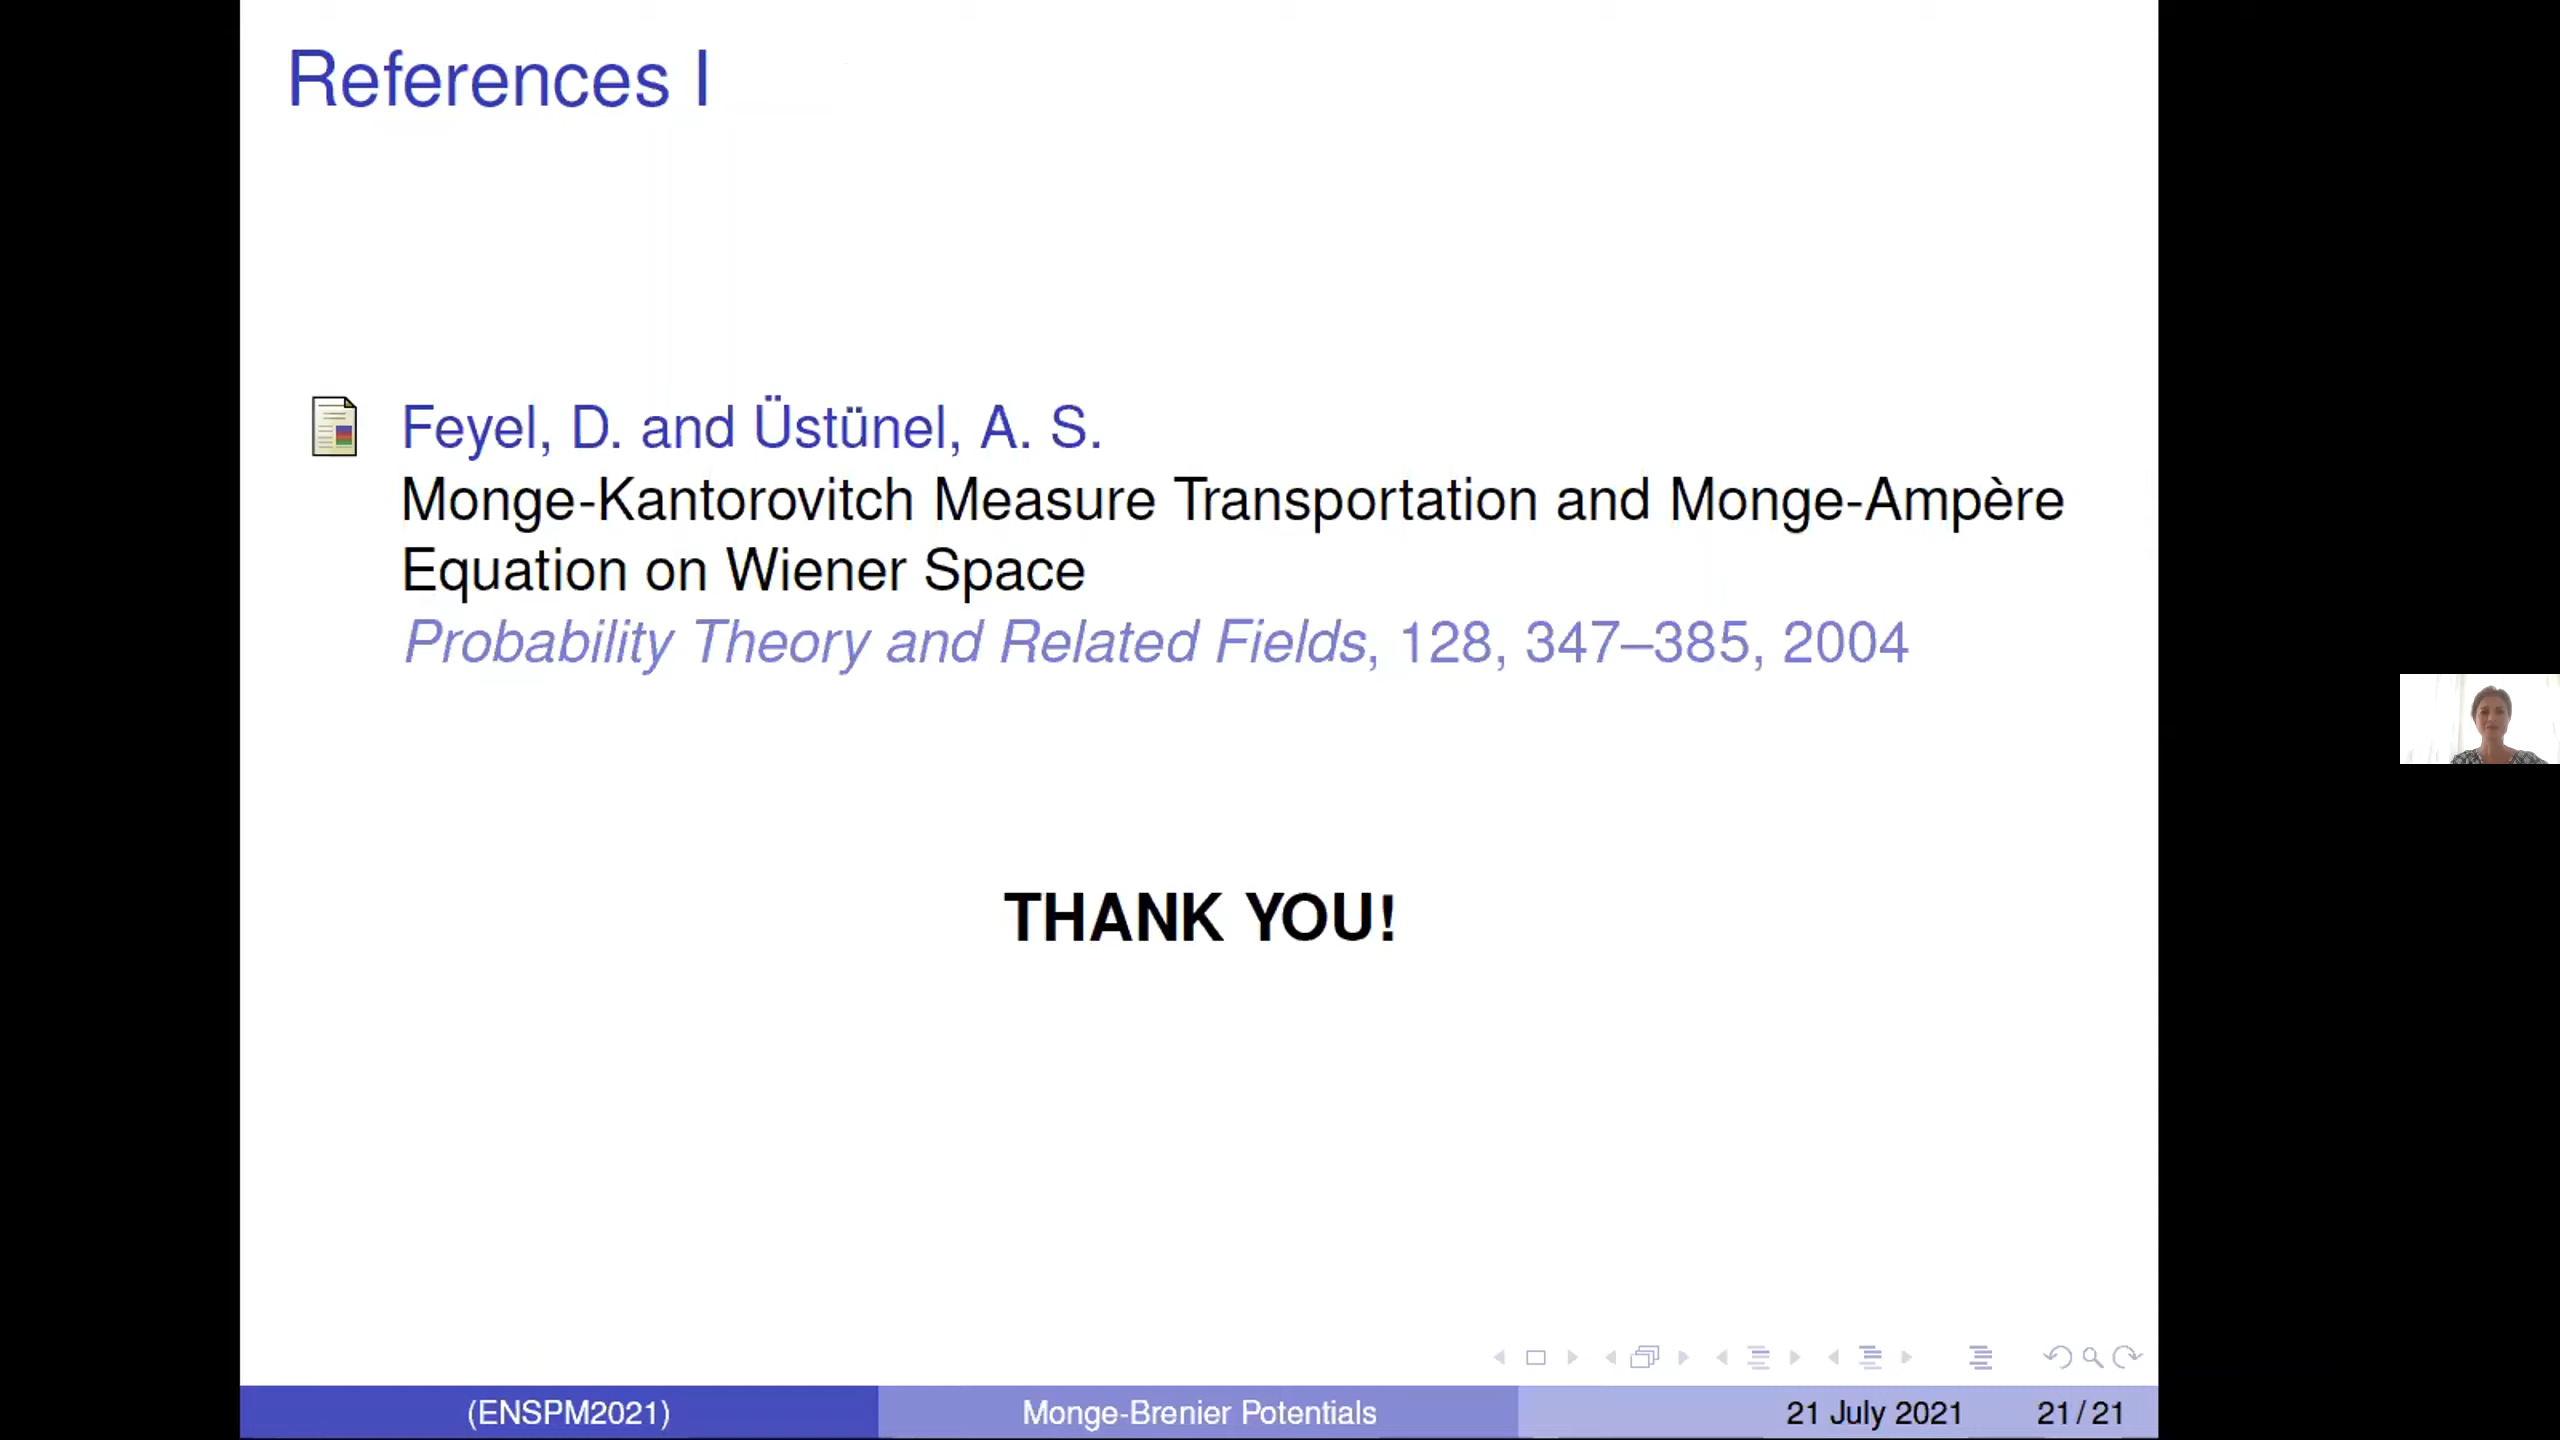 References I
Feyel, D. and Üstünel, A. S.
Monge-Kantorovitch Measure Transportation and Monge-Ampère
Equation on Wiener Space
Probability Theory and Related Fields, 128, 347–385, 2004
THANK YOU!
(ENSPM2021)
Monge-Brenier Potentials
21 July 2021
21 / 21